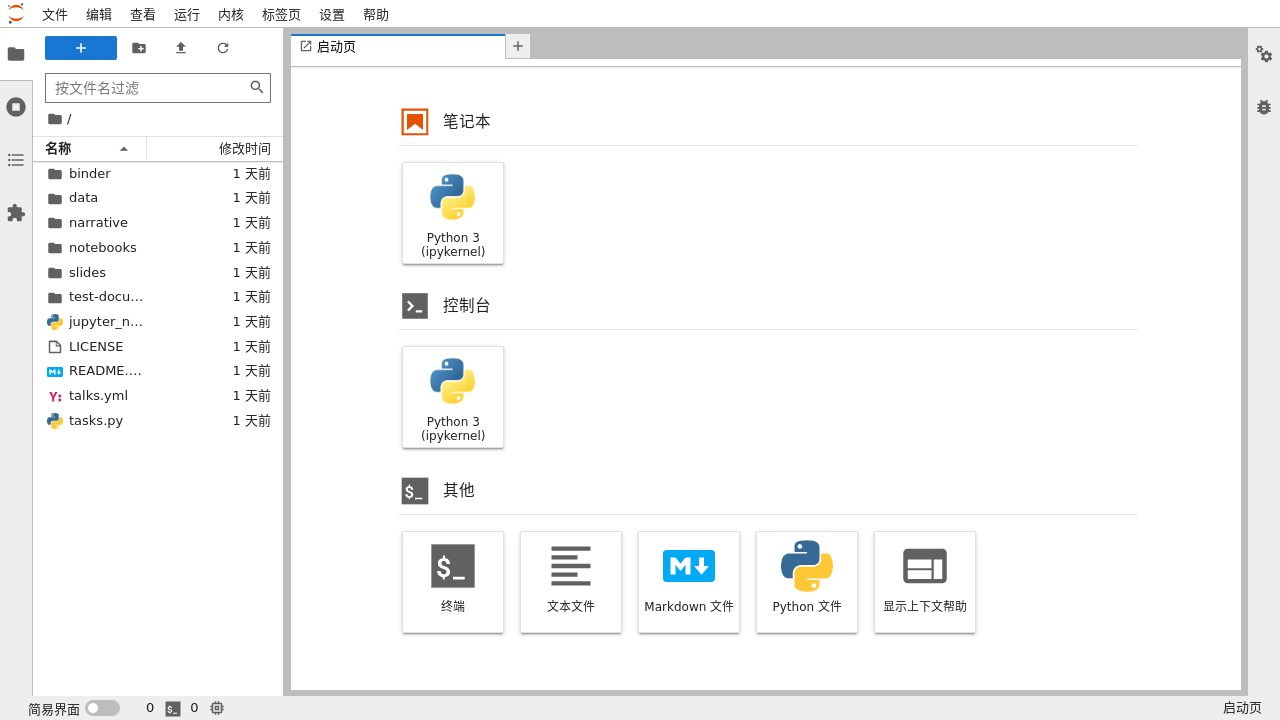 文件 编辑 查看 运行 内核 标签页 设置 帮助
启动页
按文件名过滤
/
名称 修改时间
binder 1 天前
data 1 天前
narrative 1 天前
notebooks 1 天前
slides 1 天前
test-docu… 1 天前
jupyter_n… 1 天前
LICENSE 1 天前
README.… 1 天前
talks.yml 1 天前
tasks.py 1 天前
笔记本
Python 3
(ipykernel)
控制台
Python 3
(ipykernel)
其他
终端 文本文件 Markdown 文件 Python 文件 显示上下文帮助
简易界面 0 0 启动页